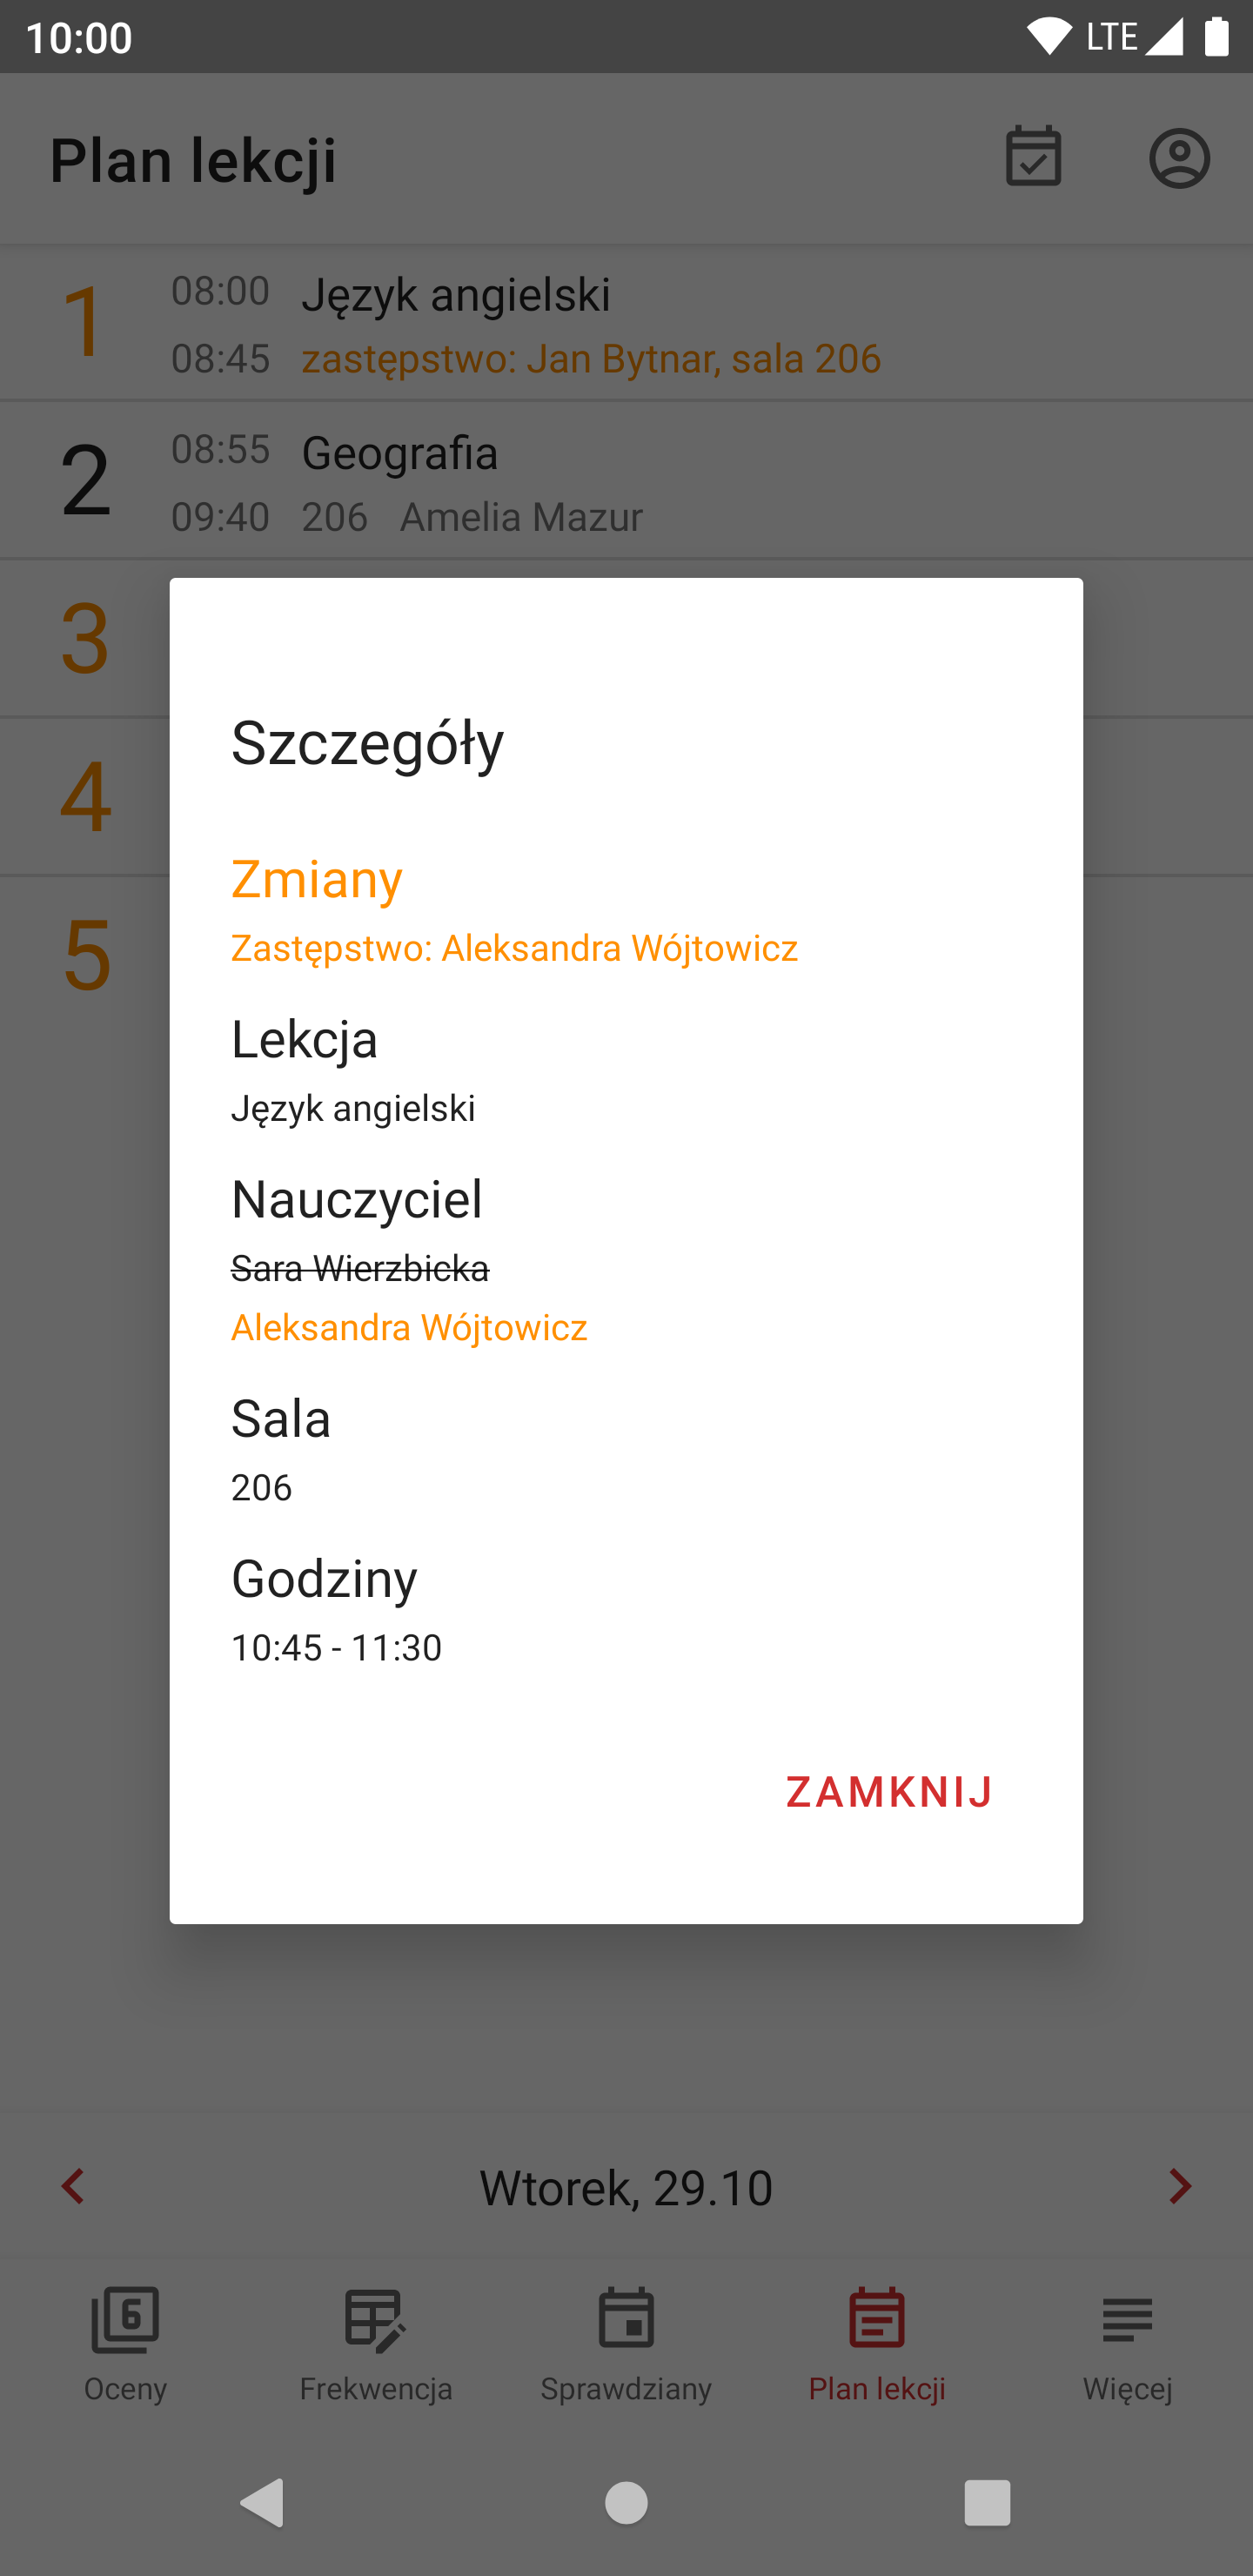 10:00 LTE
Plan lekcji
1 08:00 Język angielski
08:45 zastępstwo: Jan Bytnar, sala 206
2 08:55 Geografia
09:40 206 Amelia Mazur
3
4
5
Szczegóły
Zmiany
Zastępstwo: Aleksandra Wójtowicz
Lekcja
Język angielski
Nauczyciel
Sara Wierzbicka
Aleksandra Wójtowicz
Sala
206
Godziny
10:45 - 11:30
ZAMKNIJ
Wtorek, 29.10
6
Oceny Frekwencja Sprawdziany Plan lekcji Więcej